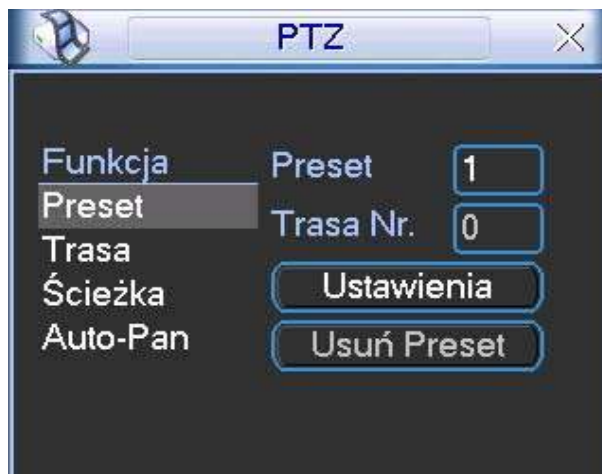 PTZ
Funkcja
Preset
Trasa
Ścieżka
Auto-Pan
Preset 1
Trasa Nr. 0
Ustawienia
Usuń Preset